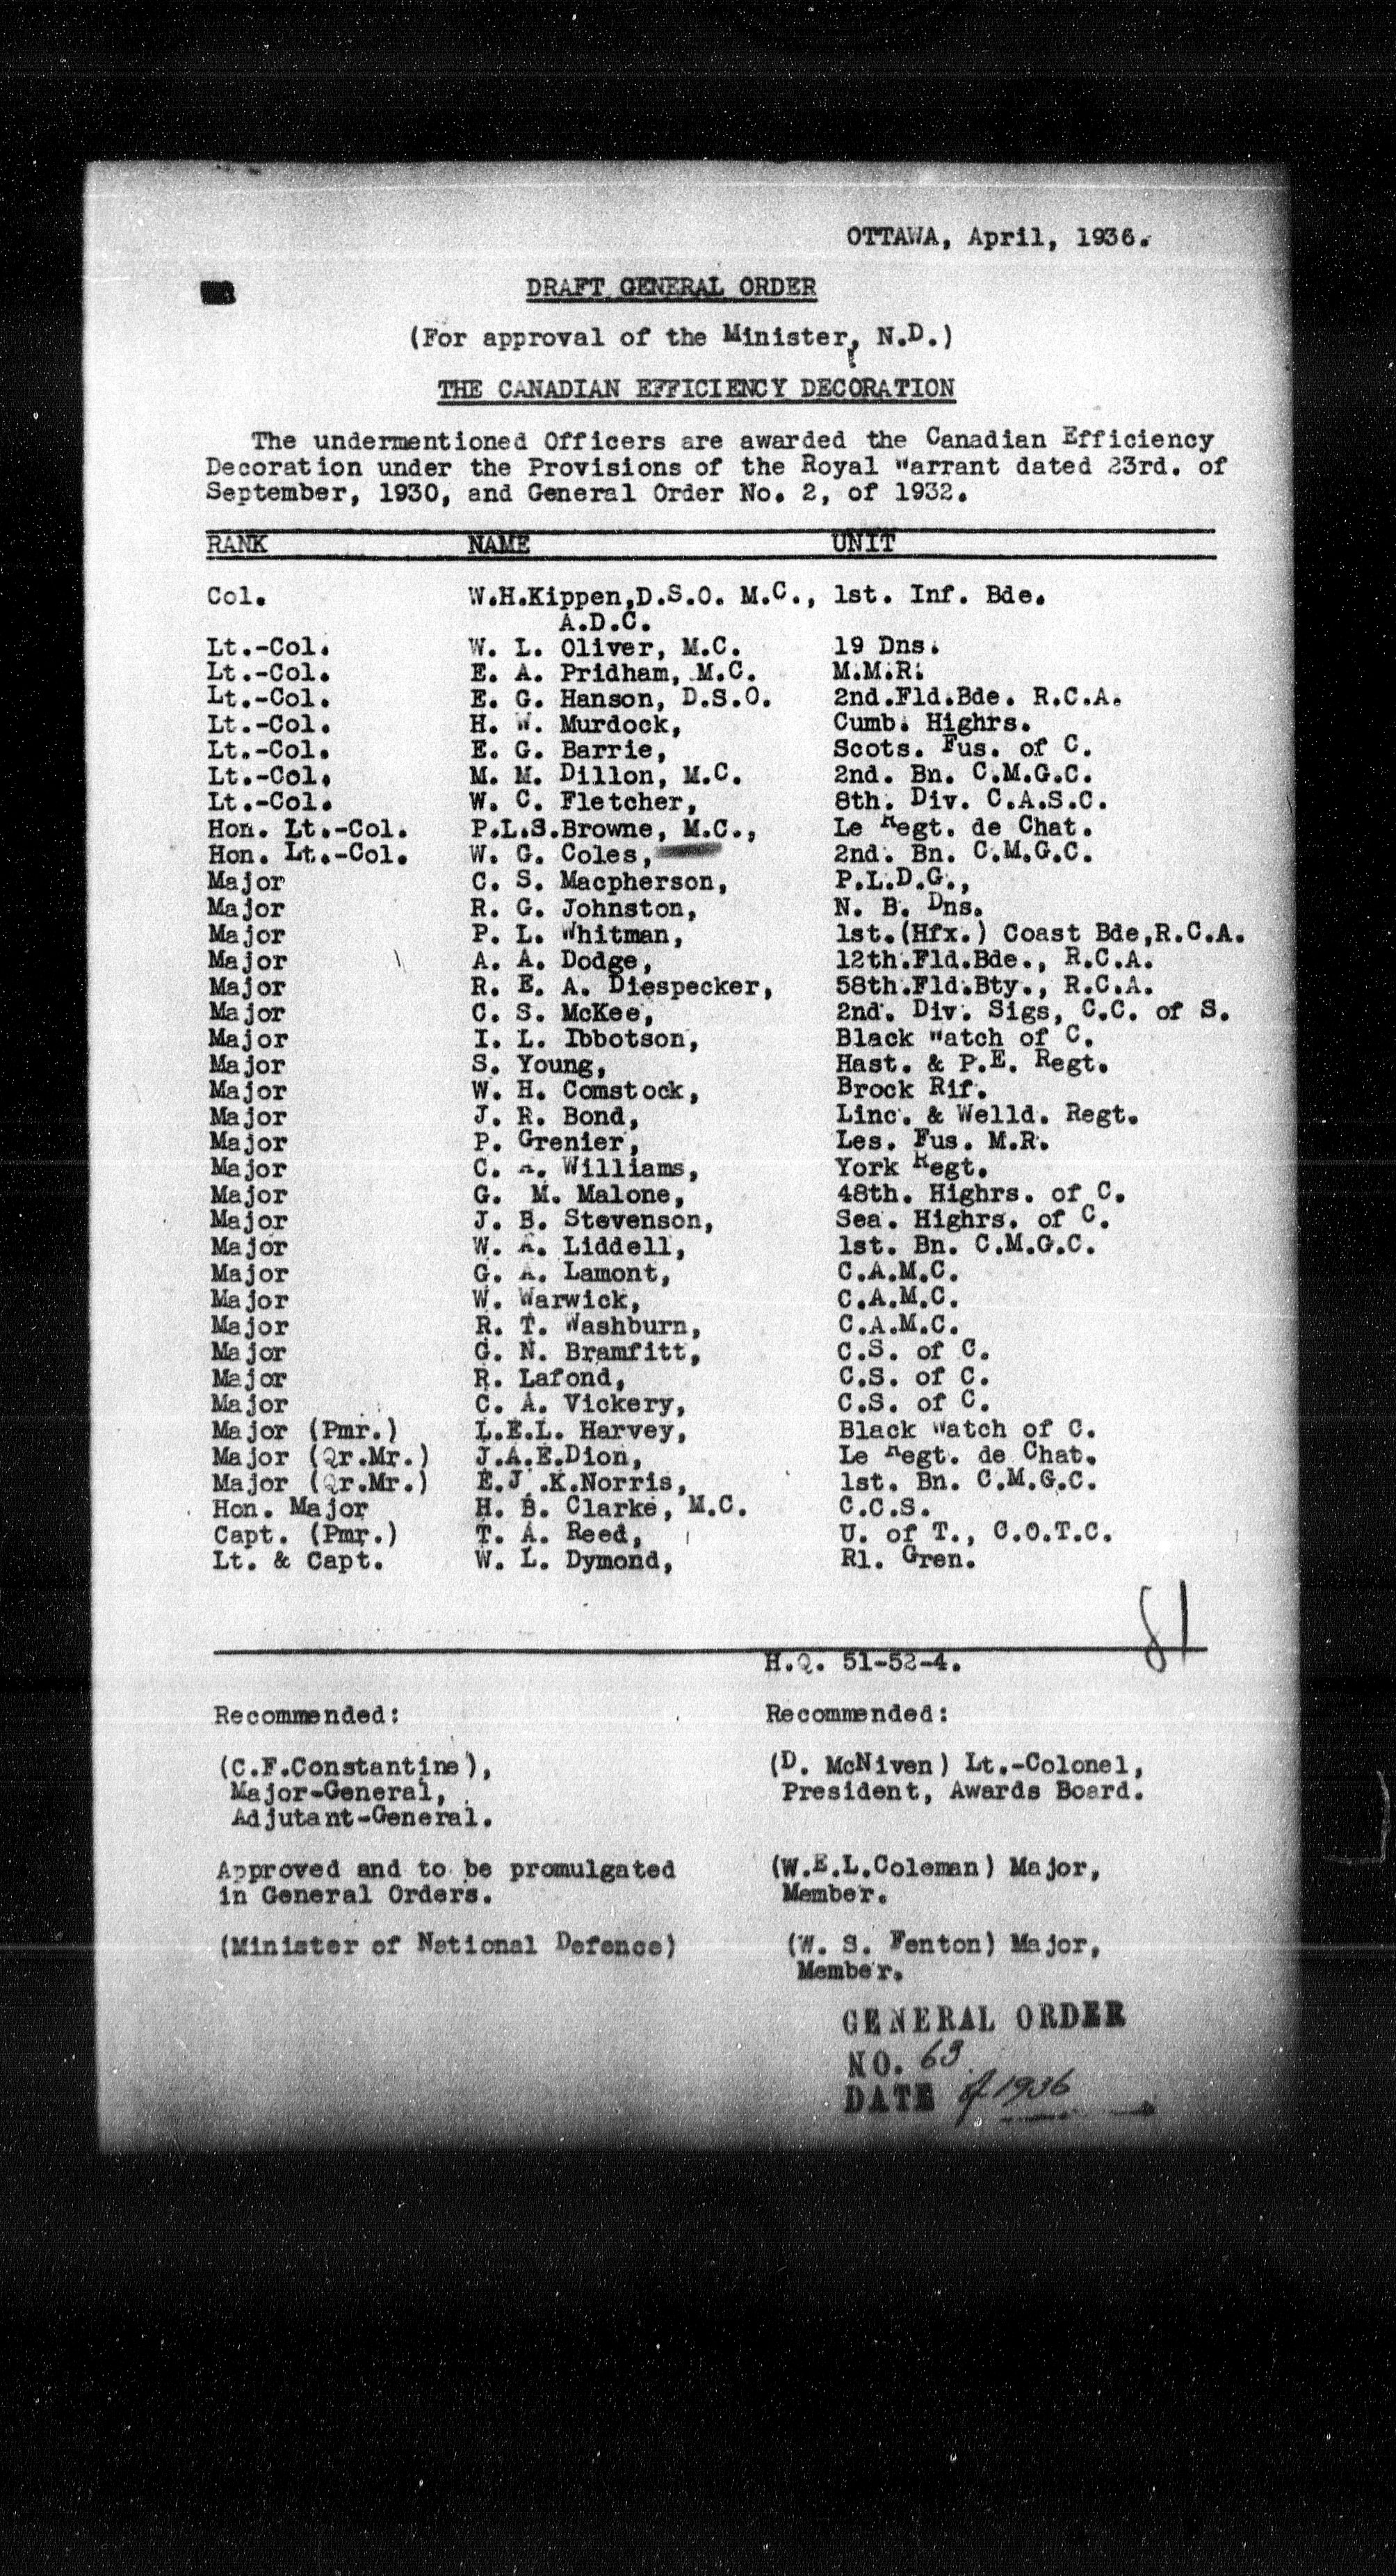 OTTAWA, April, 1936.
DRAFT GENERAL ORDER
(For approval of the Minister, N.D.)
THE CANADIAN EFFICIENCY DECORATION
The undermentioned Officers are awarded the Canadian Efficiency
Decoration under the Provisions of the Royal Warrant dated 23rd. of
September, 1930, and General Order No. 2, of 1932.
RANK NAME UNIT
Col. W.H.Kippen,D.S.O. M.C., 1st. Inf. Bde.
A.D.C.
Lt.-Col. W. L. Oliver, M.C. 19 Dns.
Lt.-Col. E. A. Pridham, M.C. M.M.R.
Lt.-Col. E. G. Hanson, D.S.O. 2nd.Fld.Bde. R.C.A.
Lt.-Col. H. W. Murdock, Cumb. Highrs.
Lt.-Col. E. G. Barrie, Scots. Fus. of C.
Lt.-Col. M. M. Dillon, M.C. 2nd. Bn. C.M.G.C.
Lt.-Col. W. C. Fletcher, 8th. Div. C.A.S.C.
Hon. Lt.-Col. P.L.S.Browne, M.C., Le Regt. de Chat.
Hon. Lt.-Col. W. G. Coles, 2nd. Bn. C.M.G.C.
Major C. S. Macpherson, P.L.D.G.,
Major R. G. Johnston, N. B. Dns.
Major P. L. Whitman, 1st.(Hfx.) Coast Bde,R.C.A.
Major A. A. Dodge, 12th.Fld.Bde., R.C.A.
Major R. E. A. Diespecker, 58th.Fld.Bty., R.C.A.
Major C. S. McKee, 2nd. Div. Sigs, C.C. of S.
Major I. L. Ibbotson, Black Watch of C.
Major S. Young, Hast. & P.E. Regt.
Major W. H. Comstock, Brock Rif.
Major J. R. Bond, Linc. & Welld. Regt.
Major P. Grenier, Les. Fus. M.R.
Major C. A. Williams, York Regt.
Major G. M. Malone, 48th. Highrs. of C.
Major J. B. Stevenson, Sea. Highrs. of C.
Major W. A. Liddell, 1st. Bn. C.M.G.C.
Major G. A. Lamont, C.A.M.C.
Major W. Warwick, C.A.M.C.
Major R. T. Washburn, C.A.M.C.
Major G. N. Bramfitt, C.S. of C.
Major R. Lafond, C.S. of C.
Major C. A. Vickery, C.S. of C.
Major (Pmr.) L.E.L. Harvey, Black Watch of C.
Major (Qr.Mr.) J.A.E.Dion, Le Regt. de Chat.
Major (Qr.Mr.) E.J .K.Norris, 1st. Bn. C.M.G.C.
Hon. Major H. B. Clarke, M.C. C.C.S.
Capt. (Pmr.) T. A. Reed, U. of T., C.O.T.C.
Lt. & Capt. W. L. Dymond, Rl. Gren.
H.Q. 51-52-4.
Recommended: Recommended:
(C.F.Constantine), (D. McNiven) Lt.-Colonel,
Major-General, President, Awards Board.
Adjutant-General.
Approved and to be promulgated (W.E.L.Coleman) Major,
in General Orders. Member.
(Minister of National Defence) (W. S. Fenton) Major,
Member.
GENERAL ORDER
NO. 63
DATE of 1936